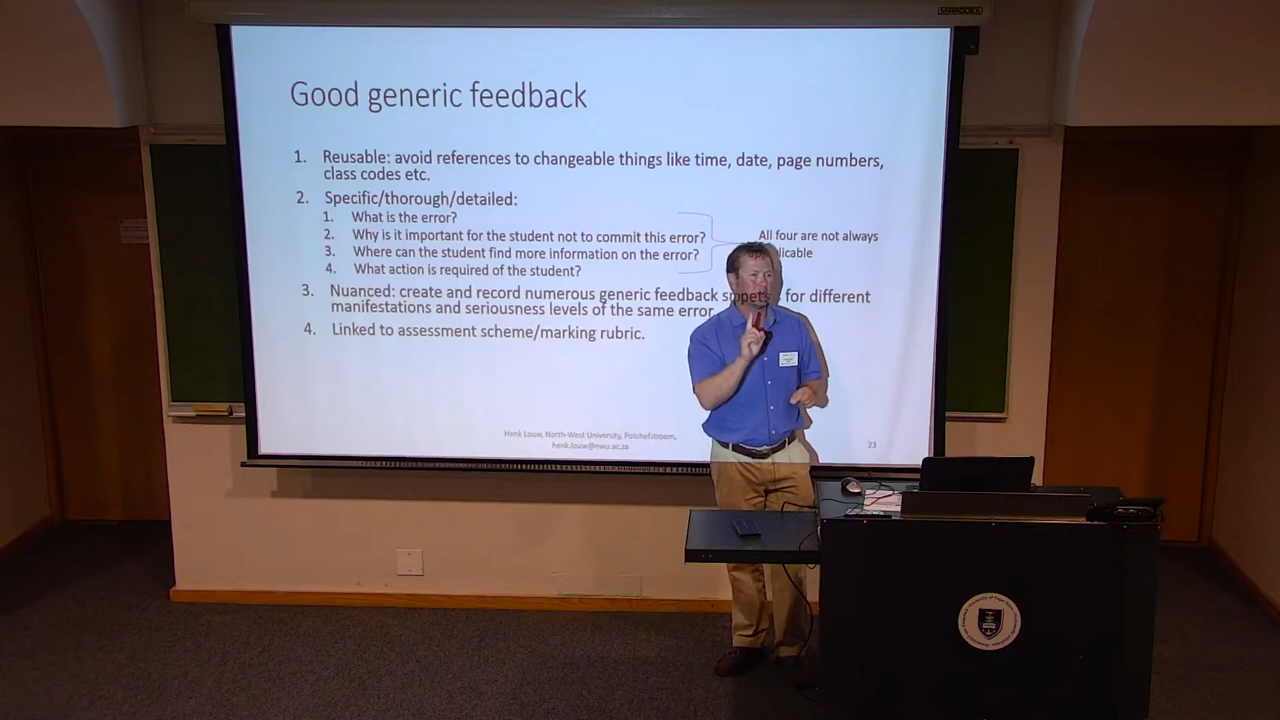 Good generic feedback
1. Reusable: avoid references to changeable things like time, date, page numbers,
class codes etc.
2. Specific/thorough/detailed:
1. What is the error?
2. Why is it important for the student not to commit this error?
3. Where can the student find more information on the error?
4. What action is required of the student?
All four are not always
plicable
3. Nuanced: create and record numerous generic feedback snippets for different
manifestations and seriousness levels of the same error.
4. Linked to assessment scheme/marking rubric.
Henk Louw, North-West University, Potchefstroom,
henk.louw@nwu.ac.za
23